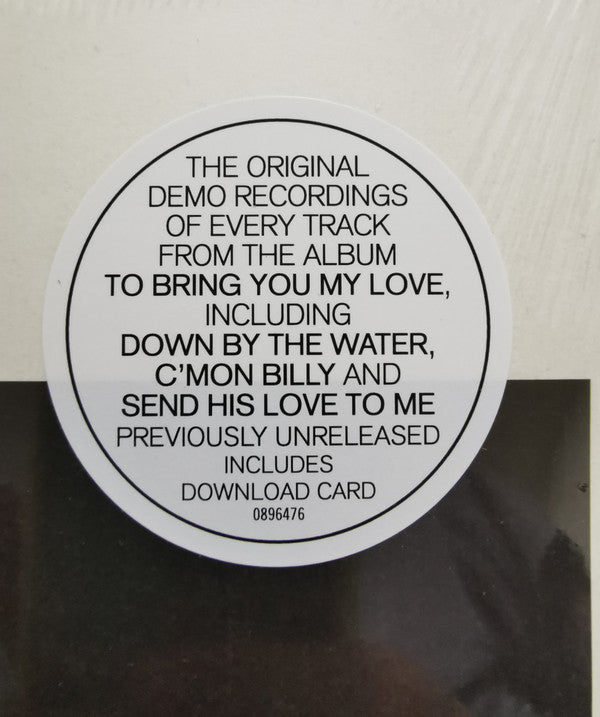 THE ORIGINAL
DEMO RECORDINGS
OF EVERY TRACK
FROM THE ALBUM
TO BRING YOU MY LOVE,
INCLUDING
DOWN BY THE WATER,
C'MON BILLY AND
SEND HIS LOVE TO ME
PREVIOUSLY UNRELEASED
INCLUDES
DOWNLOAD CARD
0896476